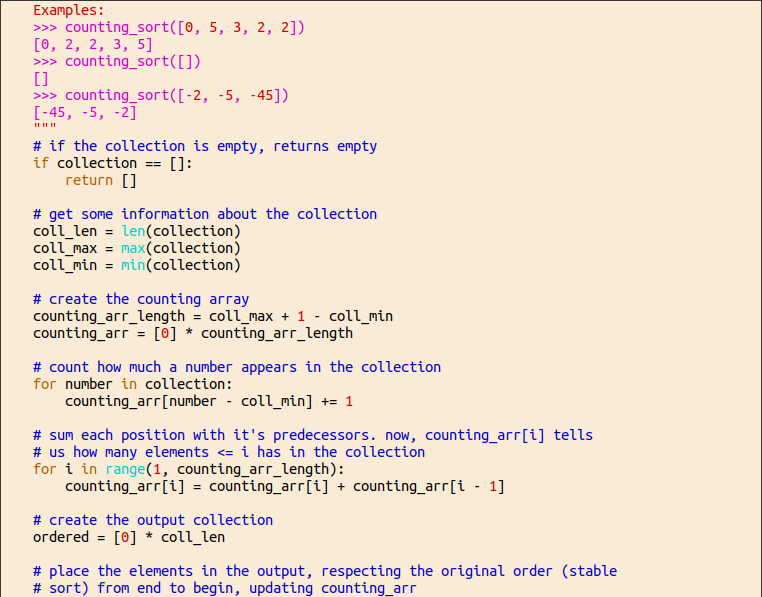 Examples:
>>> counting_sort([0, 5, 3, 2, 2])
[0, 2, 2, 3, 5]
>>> counting_sort([])
[]
>>> counting_sort([-2, -5, -45])
[-45, -5, -2]
"""
# if the collection is empty, returns empty
if collection == []:
    return []

# get some information about the collection
coll_len = len(collection)
coll_max = max(collection)
coll_min = min(collection)

# create the counting array
counting_arr_length = coll_max + 1 - coll_min
counting_arr = [0] * counting_arr_length

# count how much a number appears in the collection
for number in collection:
    counting_arr[number - coll_min] += 1

# sum each position with it's predecessors. now, counting_arr[i] tells
# us how many elements <= i has in the collection
for i in range(1, counting_arr_length):
    counting_arr[i] = counting_arr[i] + counting_arr[i - 1]

# create the output collection
ordered = [0] * coll_len

# place the elements in the output, respecting the original order (stable
# sort) from end to begin, updating counting_arr